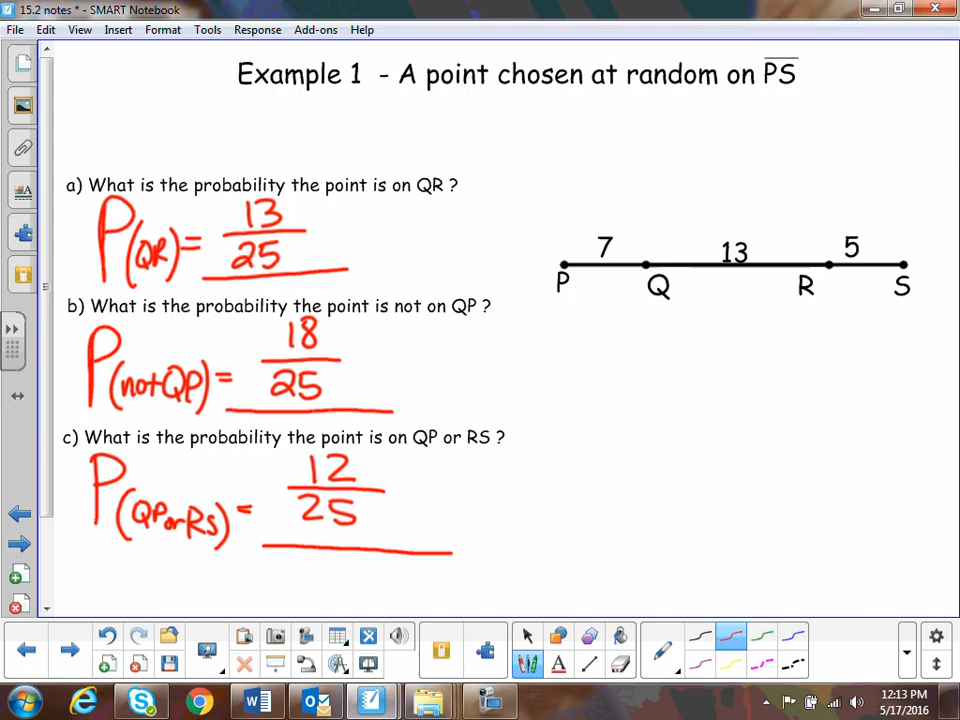 15.2 notes * - SMART Notebook
File Edit View Insert Format Tools Response Add-ons Help
Example 1 - A point chosen at random on PS
a) What is the probability the point is on QR ?
P(QR) = 13
25
7 13 5
P Q R S
b) What is the probability the point is not on QP ?
P(not QP) = 18
25
c) What is the probability the point is on QP or RS ?
P(QP or RS) = 12
25
12:13 PM
5/17/2016